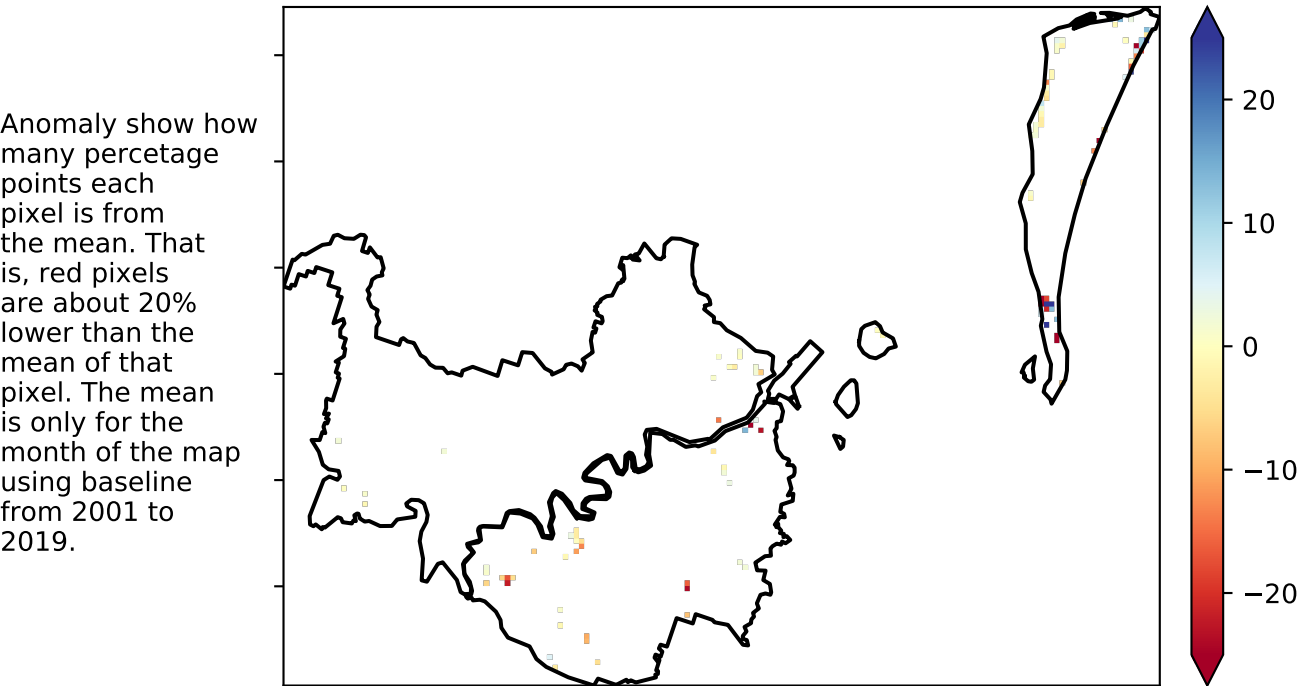 Anomaly show how
many percetage
points each
pixel is from
the mean. That
is, red pixels
are about 20%
lower than the
mean of that
pixel. The mean
is only for the
month of the map
using baseline
from 2001 to
2019.
20
10
0
−10
−20